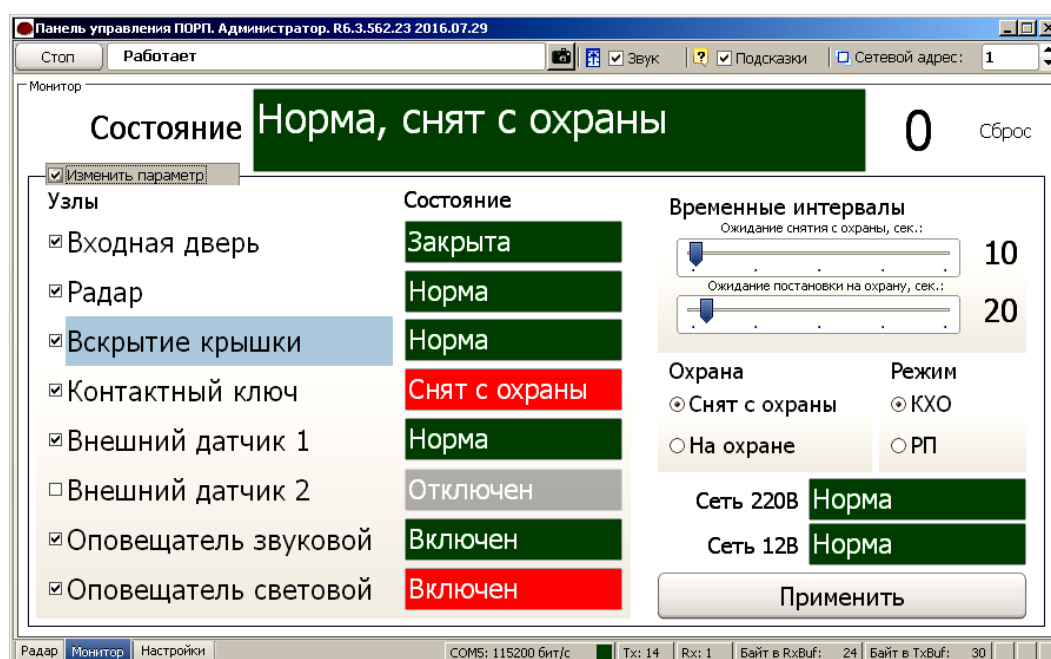 Панель управления ПОРП. Администратор. R6.3.562.23 2016.07.29
Стоп Работает Звук Подсказки Сетевой адрес: 1
Монитор
Состояние Норма, снят с охраны 0 Сброс
Изменить параметр
Узлы Состояние Временные интервалы
Ожидание снятия с охраны, сек.:
Входная дверь Закрыта 10
Ожидание постановки на охрану, сек.:
Радар Норма 20
Вскрытие крышки Норма
Охрана Режим
Контактный ключ Снят с охраны Снят с охраны КХО
Внешний датчик 1 Норма На охране РП
Внешний датчик 2 Отключен Сеть 220В Норма
Оповещатель звуковой Включен Сеть 12В Норма
Оповещатель световой Включен Применить
Радар Монитор Настройки COM5: 115200 бит/с Tx: 14 Rx: 1 Байт в RxBuf: 24 Байт в TxBuf: 30